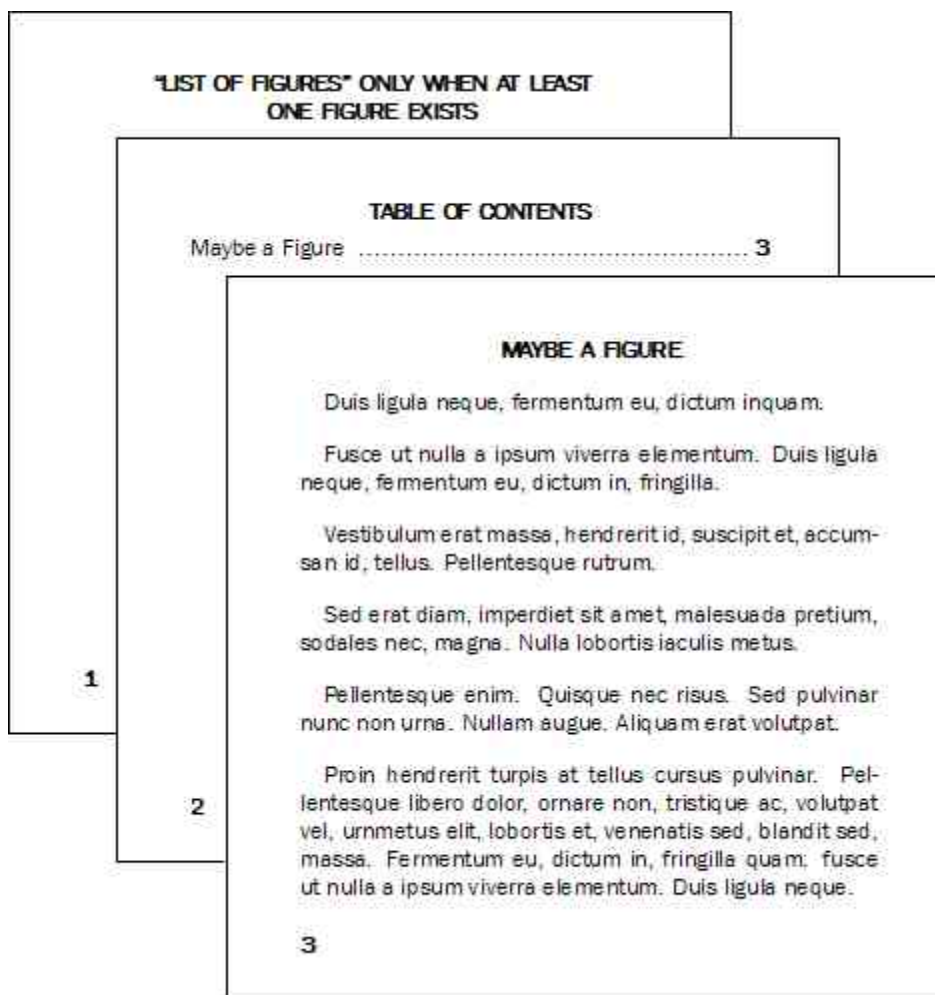 “LIST OF FIGURES” ONLY WHEN AT LEAST
ONE FIGURE EXISTS
1
TABLE OF CONTENTS
Maybe a Figure ................................................. 3
2
MAYBE A FIGURE
Duis ligula neque, fermentum eu, dictum inquam.
Fusce ut nulla a ipsum viverra elementum. Duis ligula
neque, fermentum eu, dictum in, fringilla.
Vestibulum erat massa, hendrerit id, suscipit et, accum-
san id, tellus. Pellentesque rutrum.
Sed erat diam, imperdiet sit amet, malesuada pretium,
sodales nec, magna. Nulla lobortis iaculis metus.
Pellentesque enim. Quisque nec risus. Sed pulvinar
nunc non urna. Nullam augue. Aliquam erat volutpat.
Proin hendrerit turpis at tellus cursus pulvinar. Pel-
lentesque libero dolor, ornare non, tristique ac, volutpat
vel, urnmetus elit, lobortis et, venenatis sed, blandit sed,
massa. Fermentum eu, dictum in, fringilla quam. fusce
ut nulla a ipsum viverra elementum. Duis ligula neque.
3